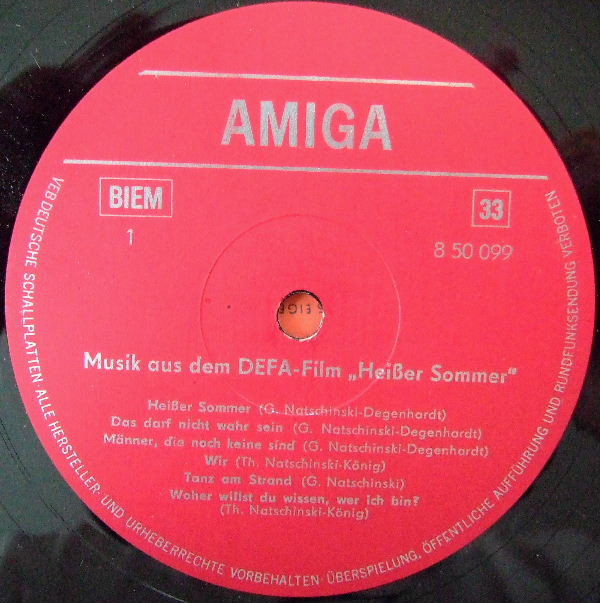 AMIGA
BIEM
33
1
8 50 099
Musik aus dem DEFA-Film „Heißer Sommer“
Heißer Sommer (G. Natschinski-Degenhardt)
Das darf nicht wahr sein (G. Natschinski-Degenhardt)
Männer, die noch keine sind (G. Natschinski-Degenhardt)
Wir (Th. Natschinski-König)
Tanz am Strand (G. Natschinski)
Woher willst du wissen, wer ich bin?
(Th. Natschinski-König)
VEB DEUTSCHE SCHALLPLATTEN ALLE HERSTELLER- UND URHEBERRECHTE VORBEHALTEN · ÜBERSPIELUNG, ÖFFENTLICHE AUFFÜHRUNG UND RUNDFUNKSENDUNG VERBOTEN